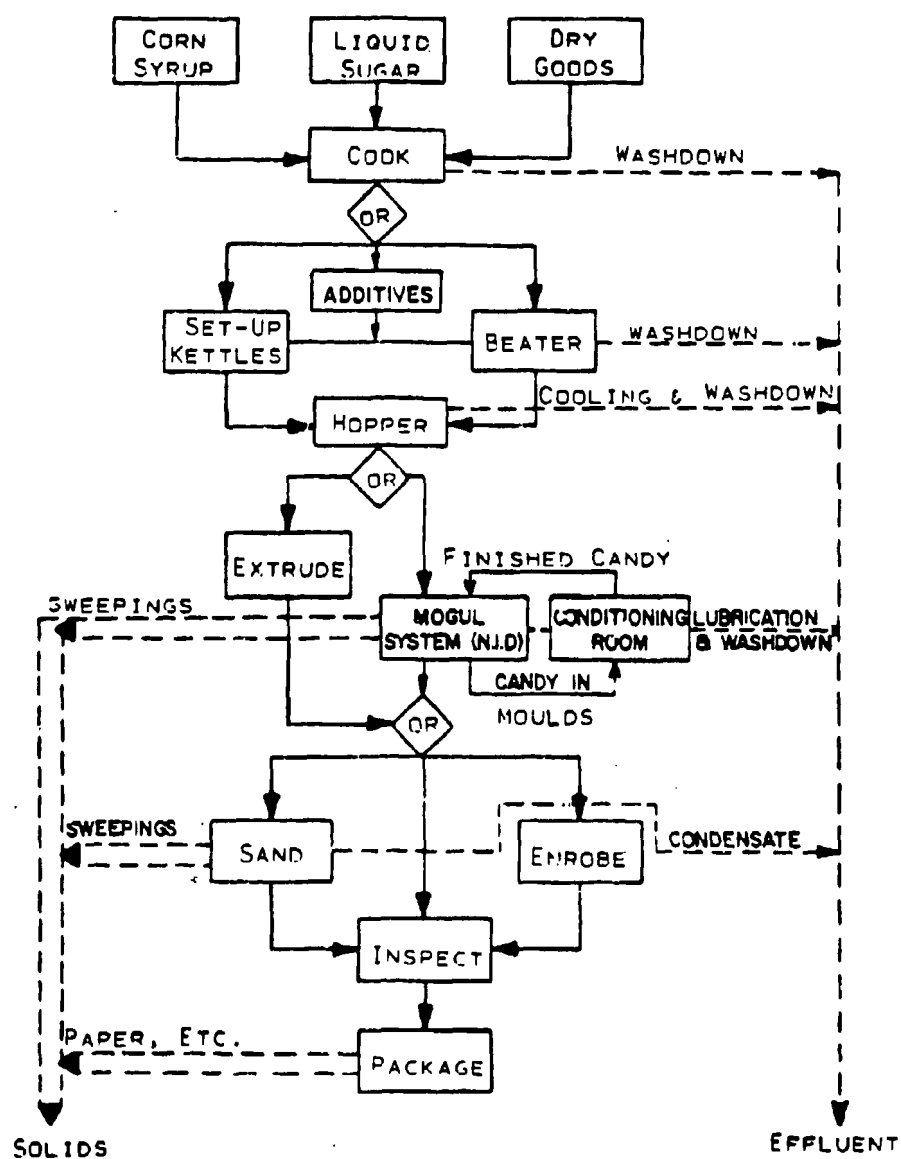 CORN
SYRUP
LIQUID
SUGAR
DRY
GOODS
COOK
WASHDOWN
OR
ADDITIVES
SET-UP
KETTLES
BEATER
WASHDOWN
COOLING & WASHDOWN
HOPPER
OR
EXTRUDE
FINISHED CANDY
SWEEPINGS
MOGUL
SYSTEM (N.I.D)
CONDITIONING
ROOM
LUBRICATION
& WASHDOWN
CANDY IN
MOULDS
OR
SWEEPINGS
SAND
ENROBE
CONDENSATE
INSPECT
PAPER, ETC.
PACKAGE
SOLIDS
EFFLUENT